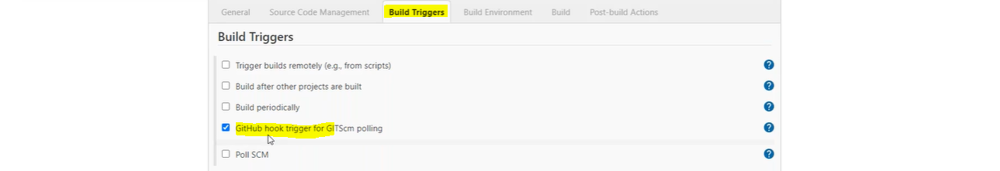 General Source Code Management Build Triggers Build Environment Build Post-build Actions
Build Triggers
Trigger builds remotely (e.g., from scripts) ?
Build after other projects are built ?
Build periodically ?
GitHub hook trigger for GITScm polling ?
Poll SCM ?